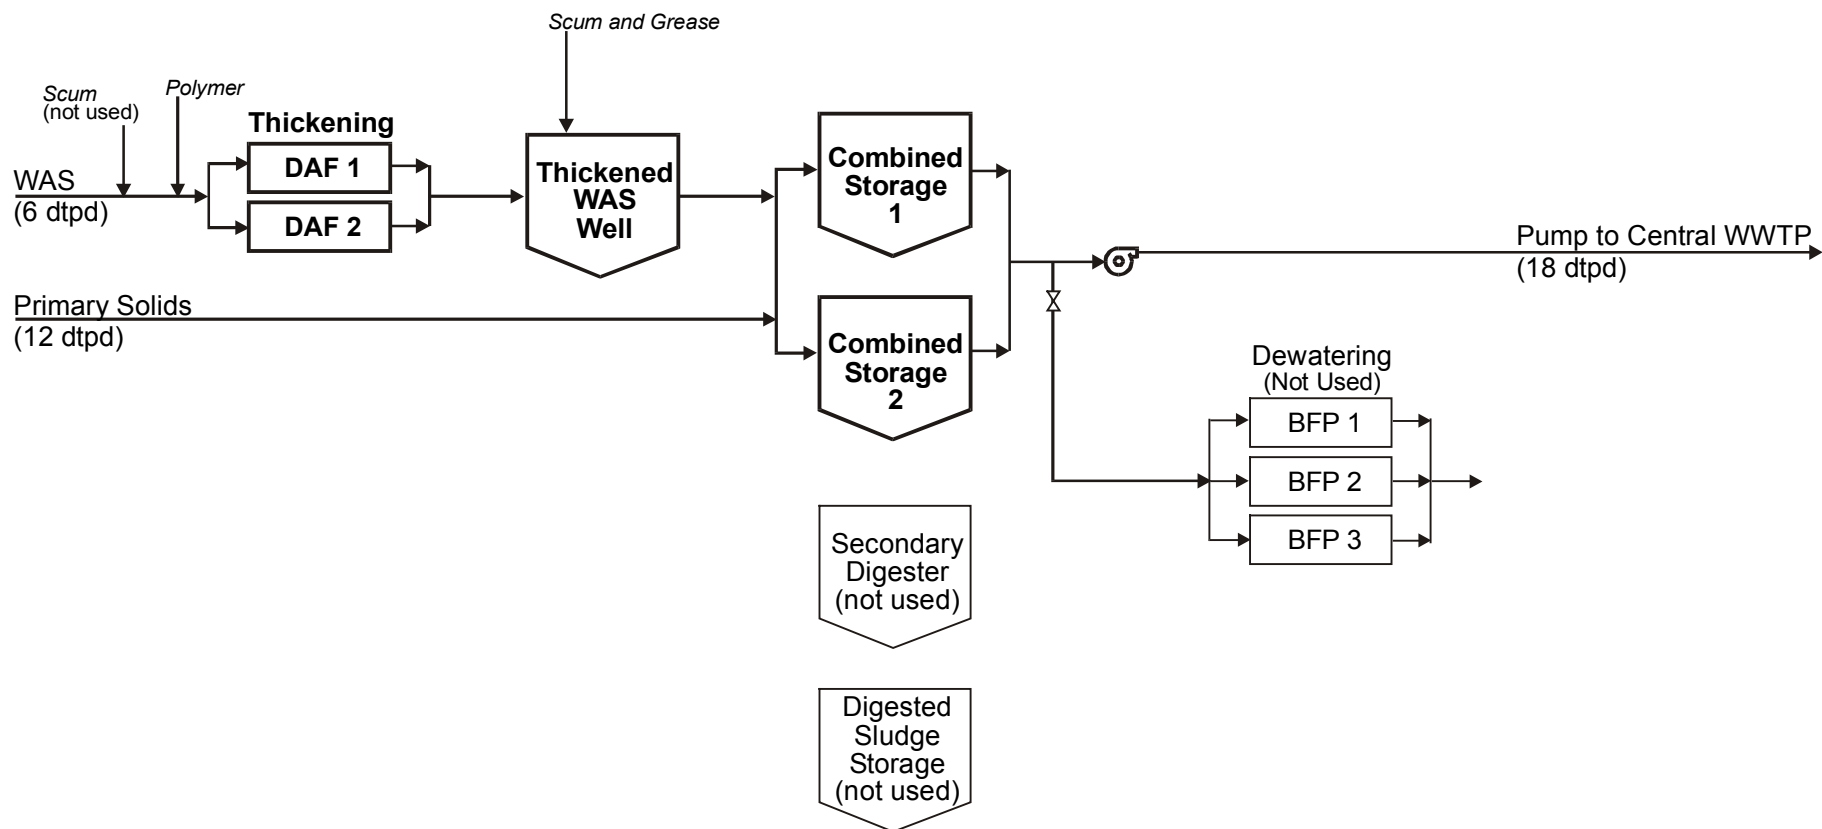 Scum and Grease
Scum
(not used)
Polymer
Thickening
DAF 1
DAF 2
WAS
(6 dtpd)
Thickened
WAS
Well
Combined
Storage
1
Pump to Central WWTP
(18 dtpd)
Primary Solids
(12 dtpd)
Combined
Storage
2
Dewatering
(Not Used)
BFP 1
BFP 2
BFP 3
Secondary
Digester
(not used)
Digested
Sludge
Storage
(not used)